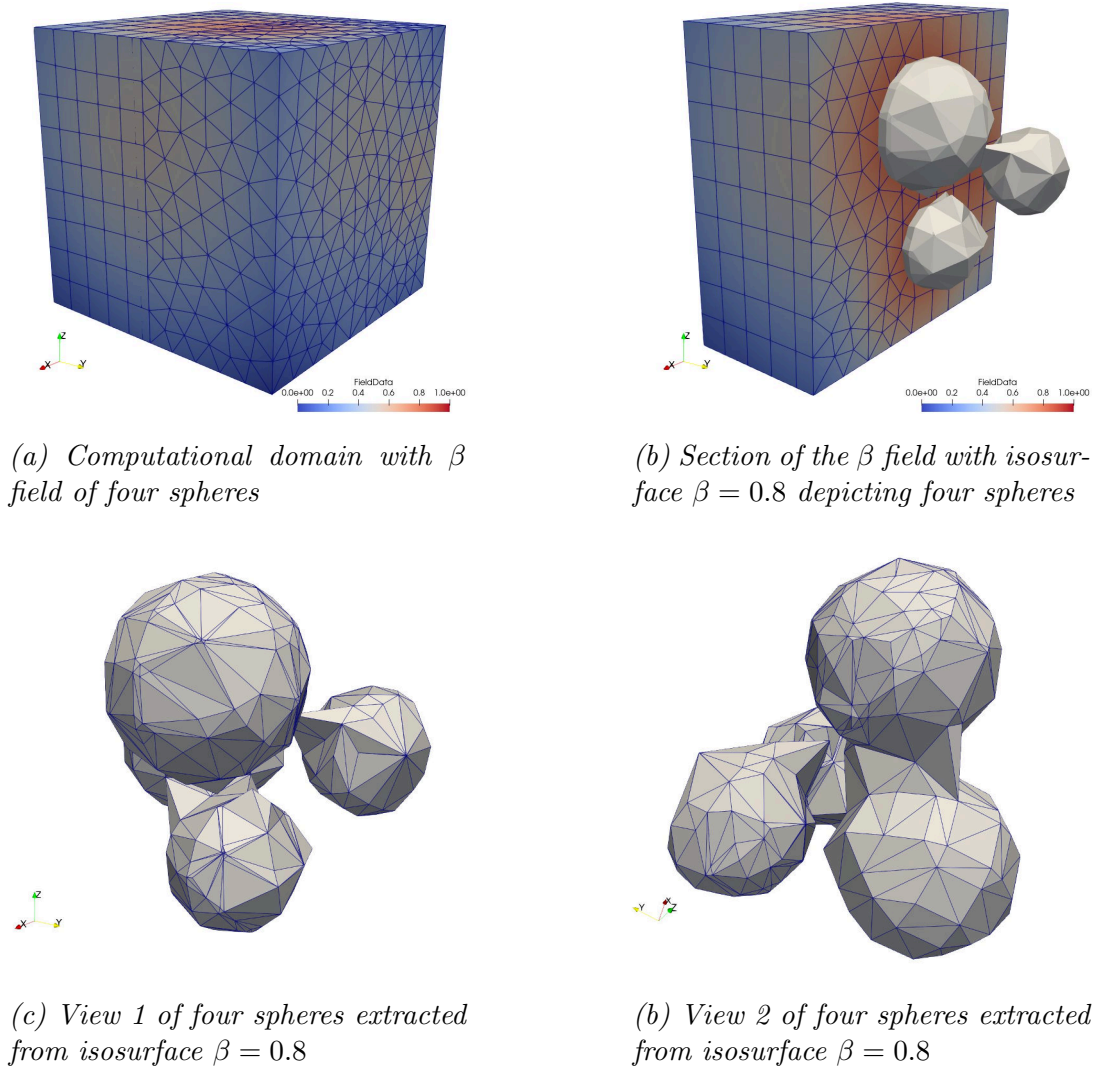 Z
X
Y
FieldData
0.0e+00 0.2 0.4 0.6 0.8 1.0e+00
(a) Computational domain with β
field of four spheres
Z
X
Y
FieldData
0.0e+00 0.2 0.4 0.6 0.8 1.0e+00
(b) Section of the β field with isosur-
face β = 0.8 depicting four spheres
Z
X
Y
(c) View 1 of four spheres extracted
from isosurface β = 0.8
Y
X
Z
(b) View 2 of four spheres extracted
from isosurface β = 0.8